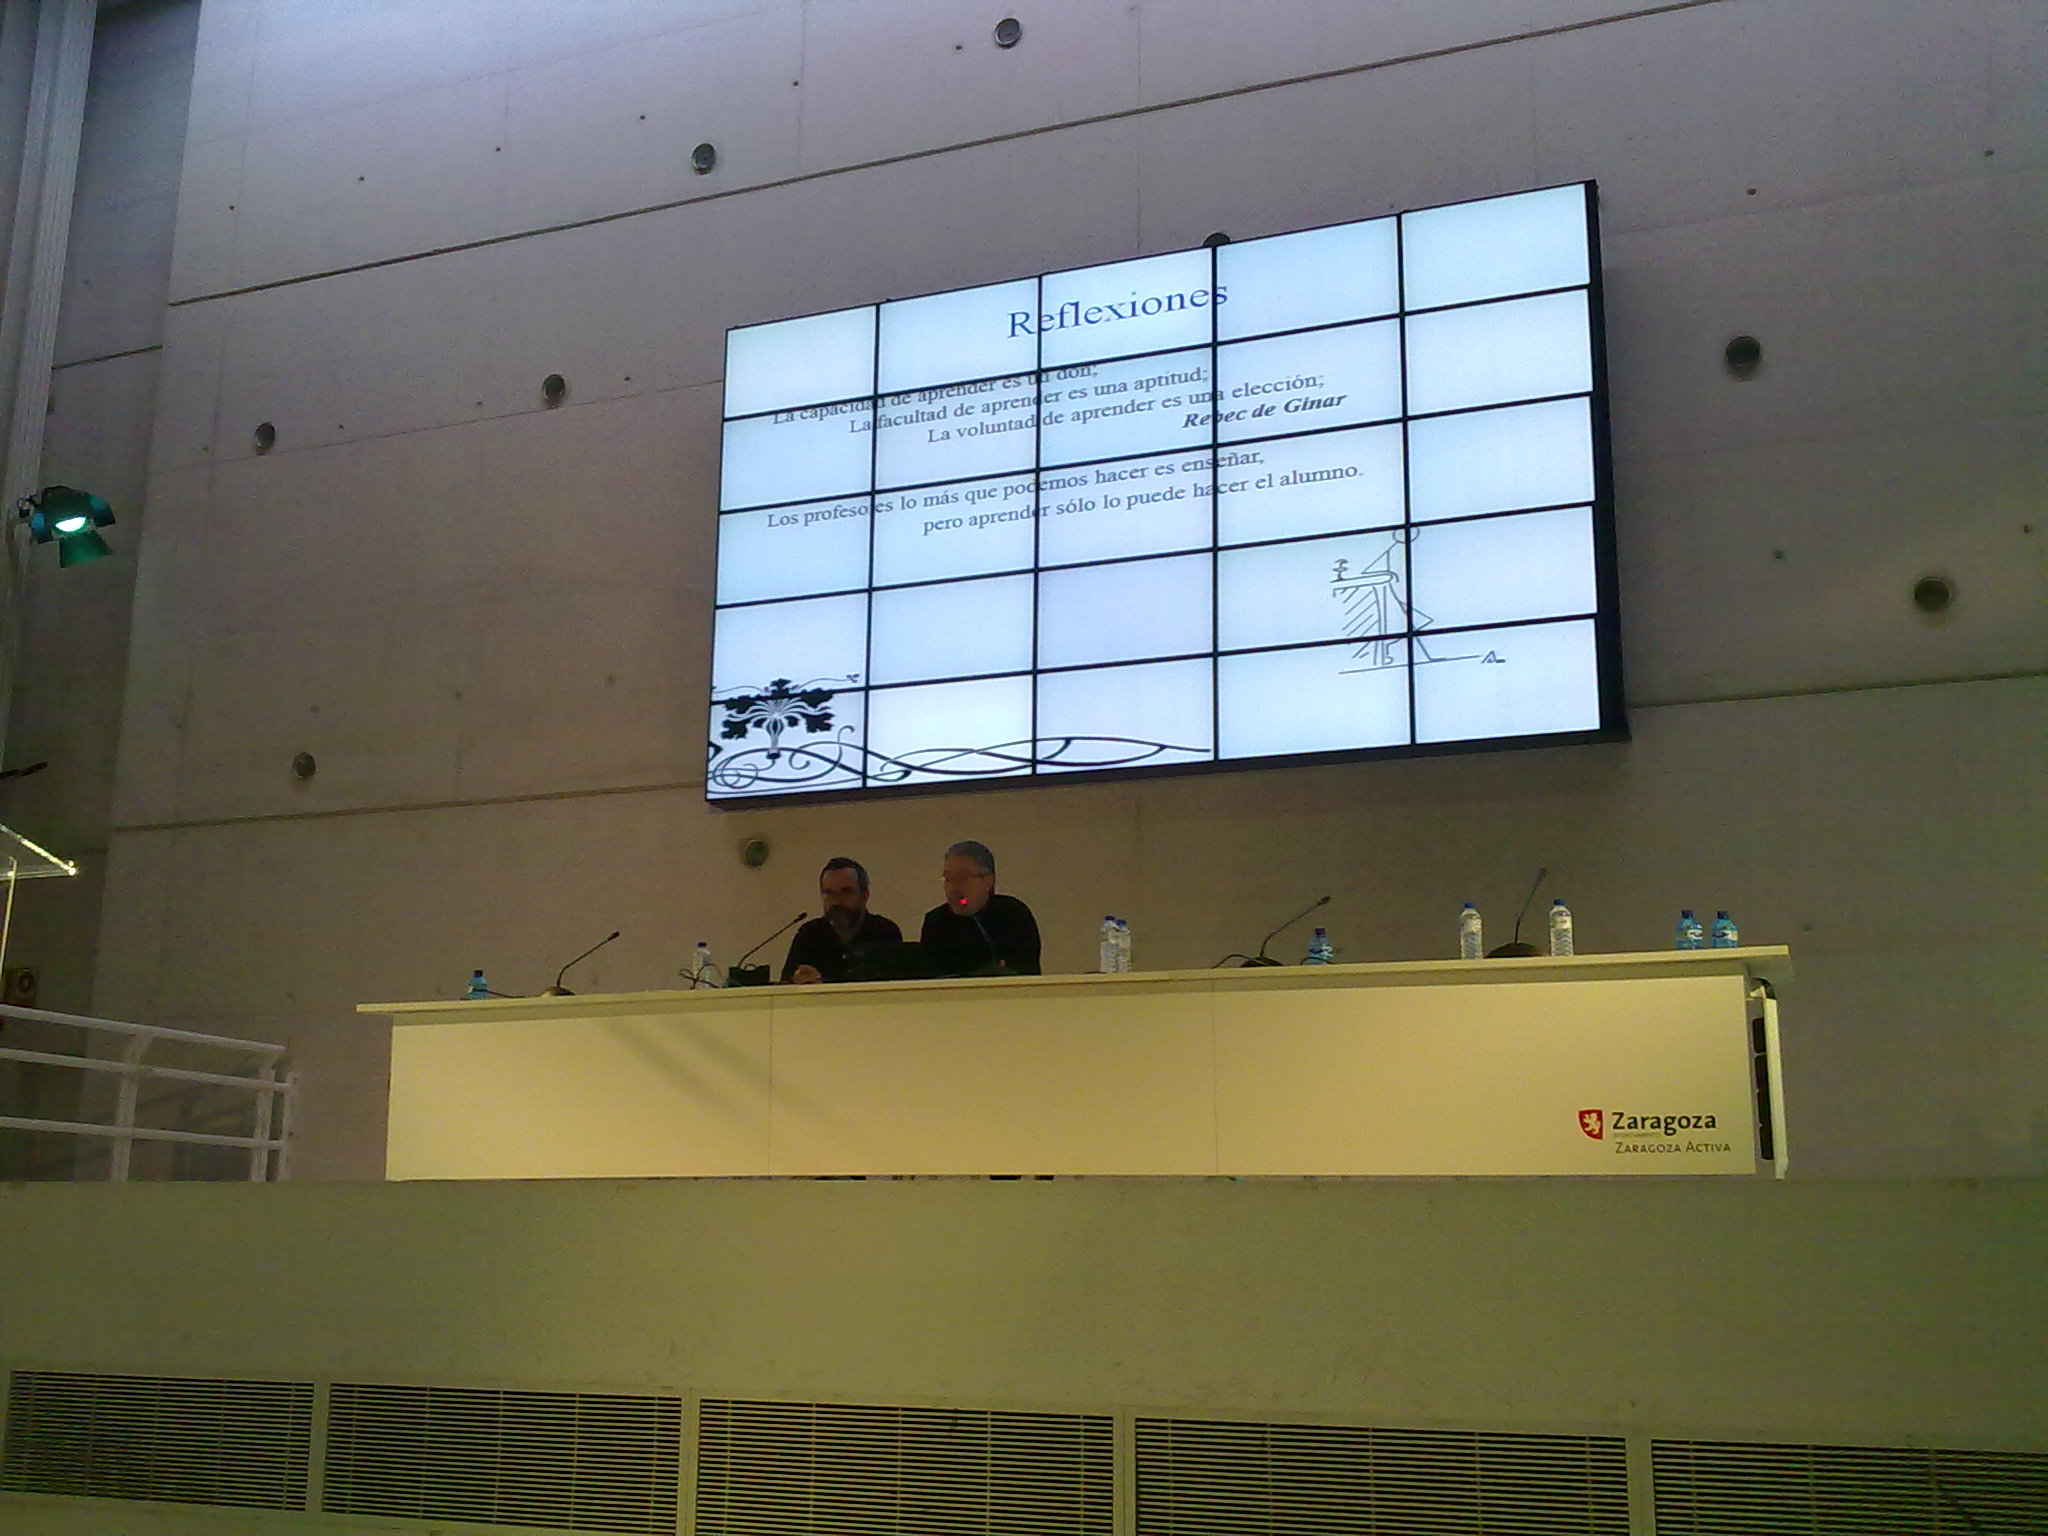 Reflexiones
La capacidad de aprender es un don;
La facultad de aprender es una aptitud;
La voluntad de aprender es una elección;
Rebec de Ginar
Los profesores lo más que podemos hacer es enseñar,
pero aprender sólo lo puede hacer el alumno.
Zaragoza
AYUNTAMIENTO
ZARAGOZA ACTIVA